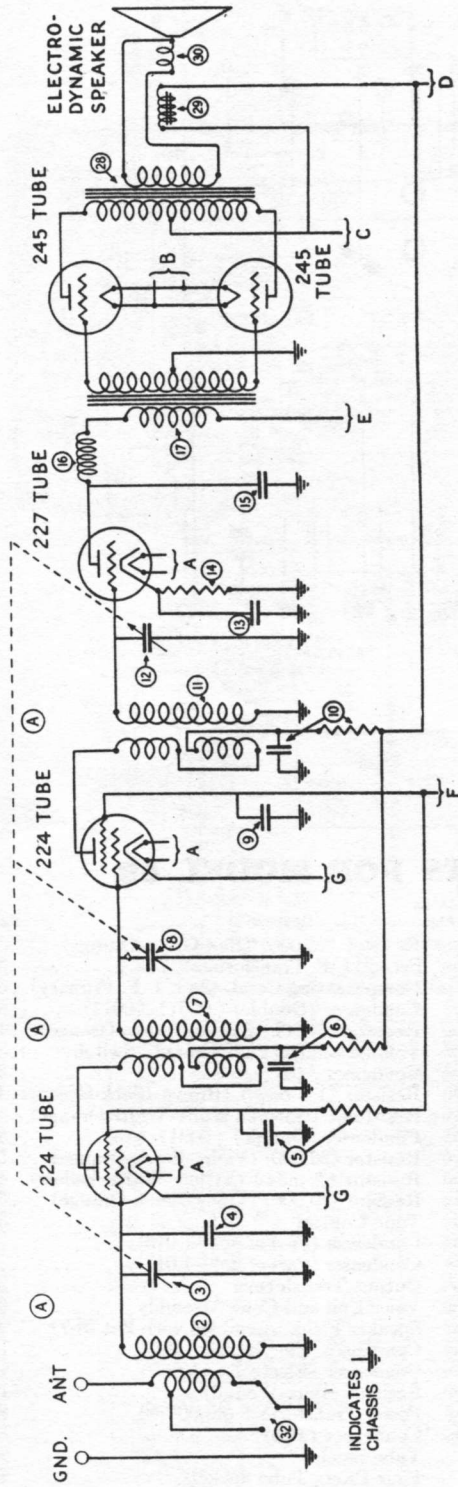 GND.
ANT
Ⓐ
224 TUBE
Ⓐ
224 TUBE
Ⓐ
227 TUBE
245 TUBE
ELECTRO-
DYNAMIC
SPEAKER
32
2
3
4
A
G
5
6
7
8
A
G
9
F
10
11
12
13
14
A
15
16
17
E
B
245
TUBE
28
C
29
30
D
INDICATES
CHASSIS